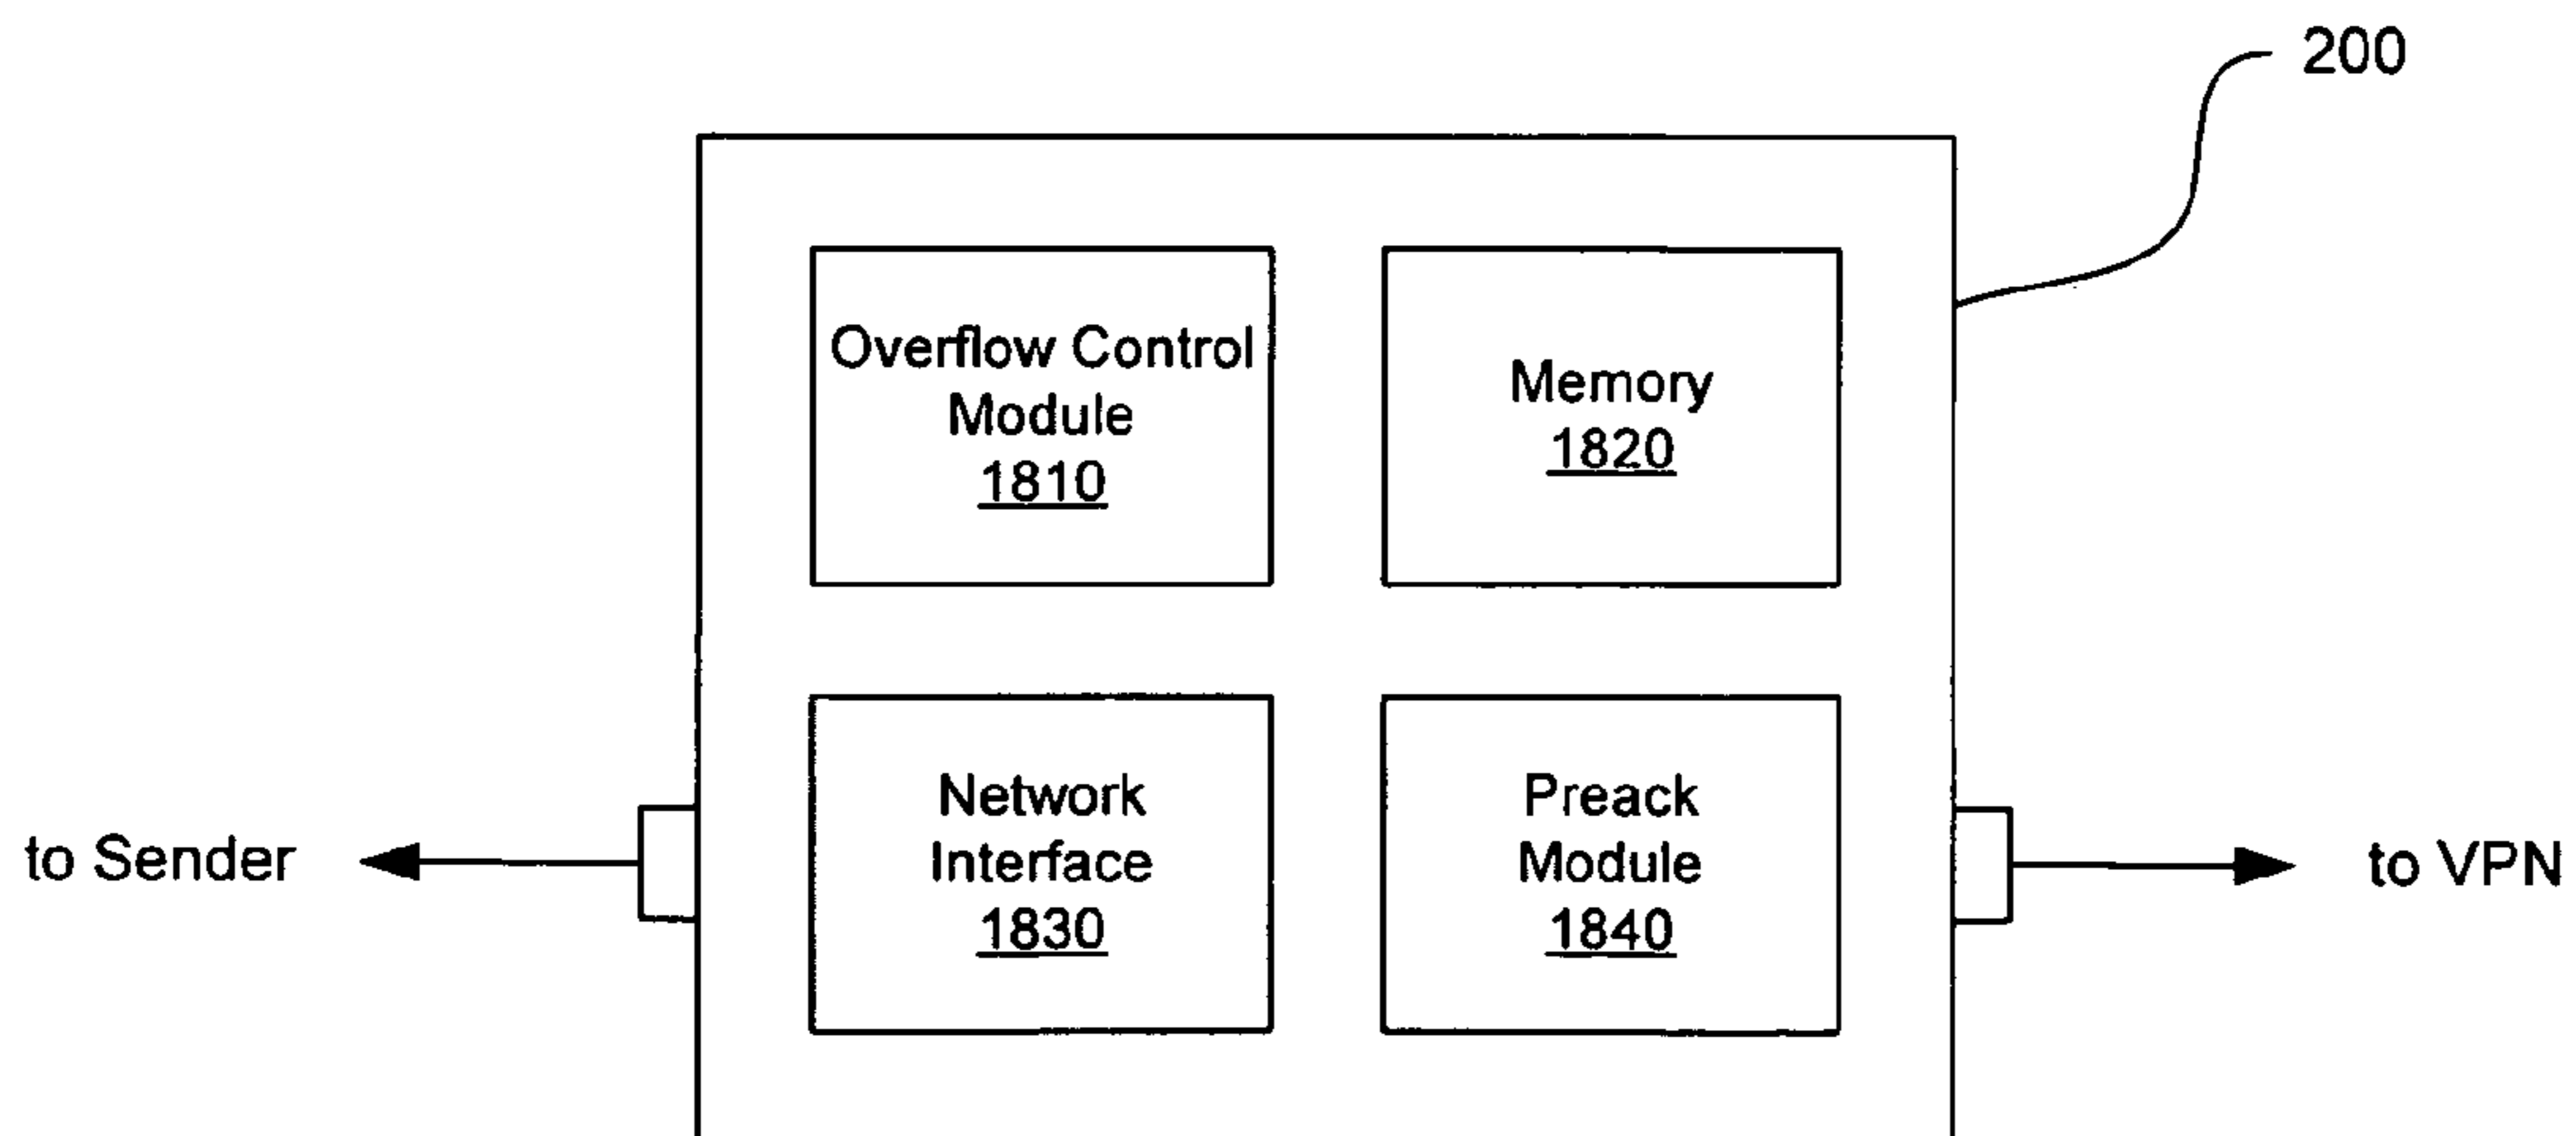 200
Overflow Control
Module
1810
Memory
1820
Network
Interface
1830
Preack
Module
1840
to Sender
to VPN